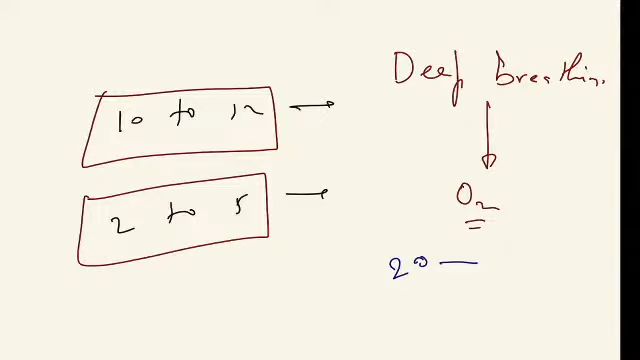 Deep Breathin.
10 to 12 →
2 to 5 →
O₂
20 —